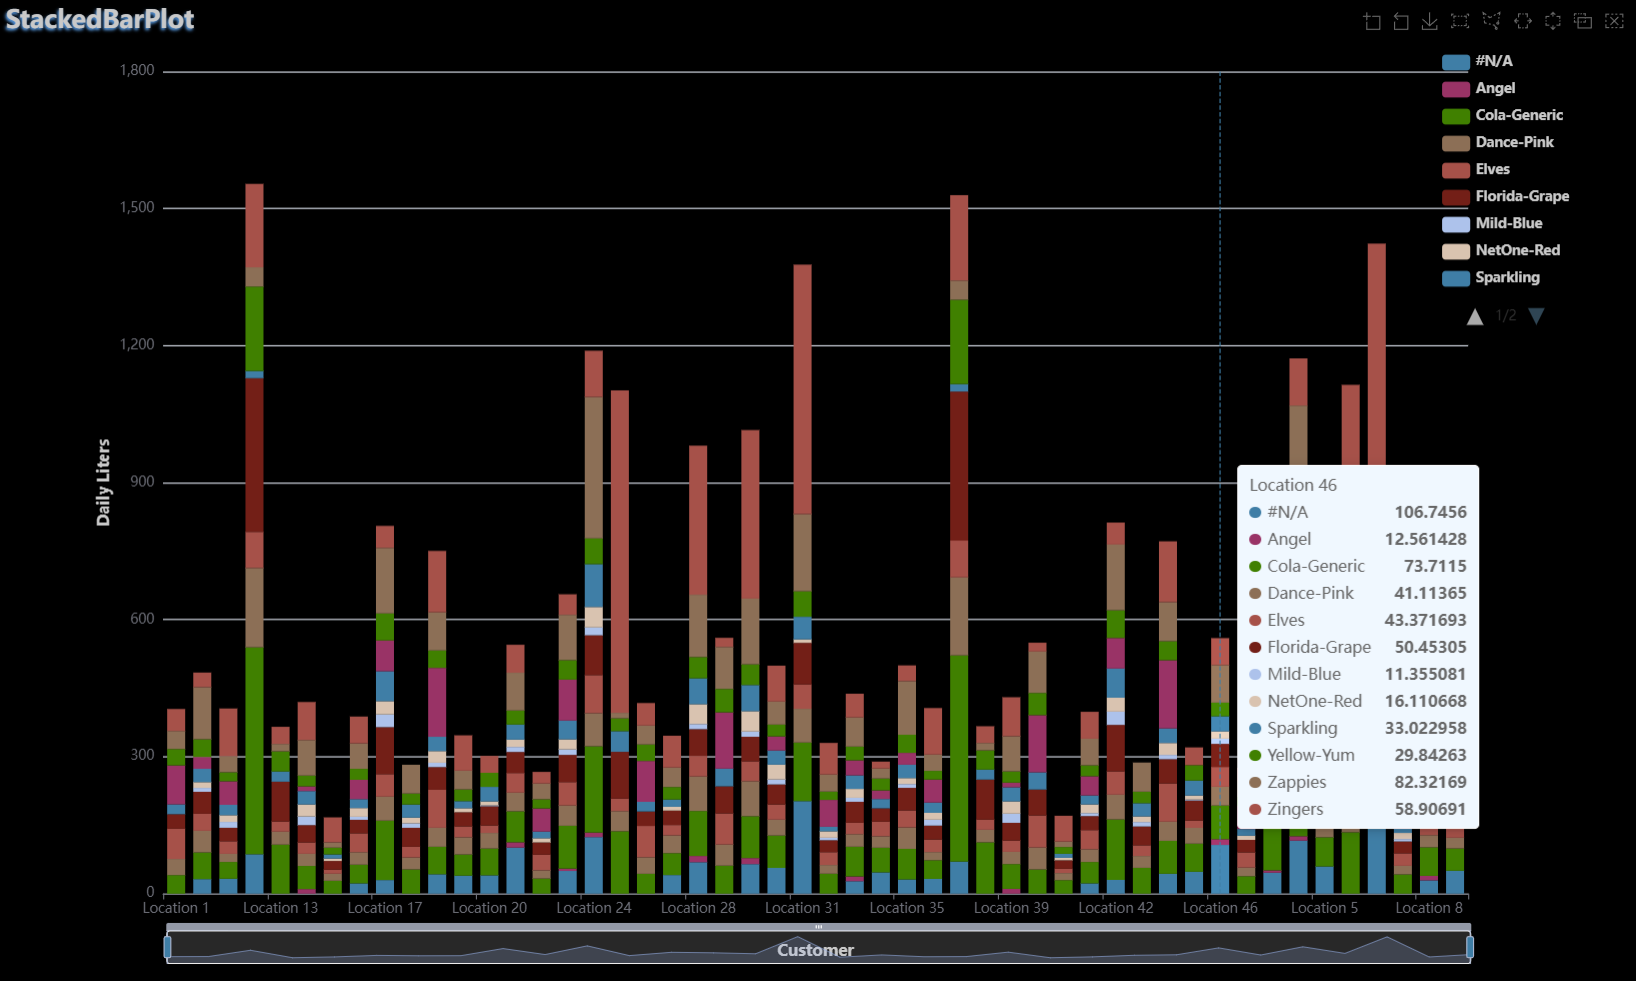 StackedBarPlot
#N/A
Angel
Cola-Generic
Dance-Pink
Elves
Florida-Grape
Mild-Blue
NetOne-Red
Sparkling
1/2
1,800
1,500
1,200
900
600
300
0
Daily Liters
Location 46
#N/A 106.7456
Angel 12.561428
Cola-Generic 73.7115
Dance-Pink 41.11365
Elves 43.371693
Florida-Grape 50.45305
Mild-Blue 11.355081
NetOne-Red 16.110668
Sparkling 33.022958
Yellow-Yum 29.84263
Zappies 82.32169
Zingers 58.90691
Location 1 Location 13 Location 17 Location 20 Location 24 Location 28 Location 31 Location 35 Location 39 Location 42 Location 46 Location 5 Location 8
Customer